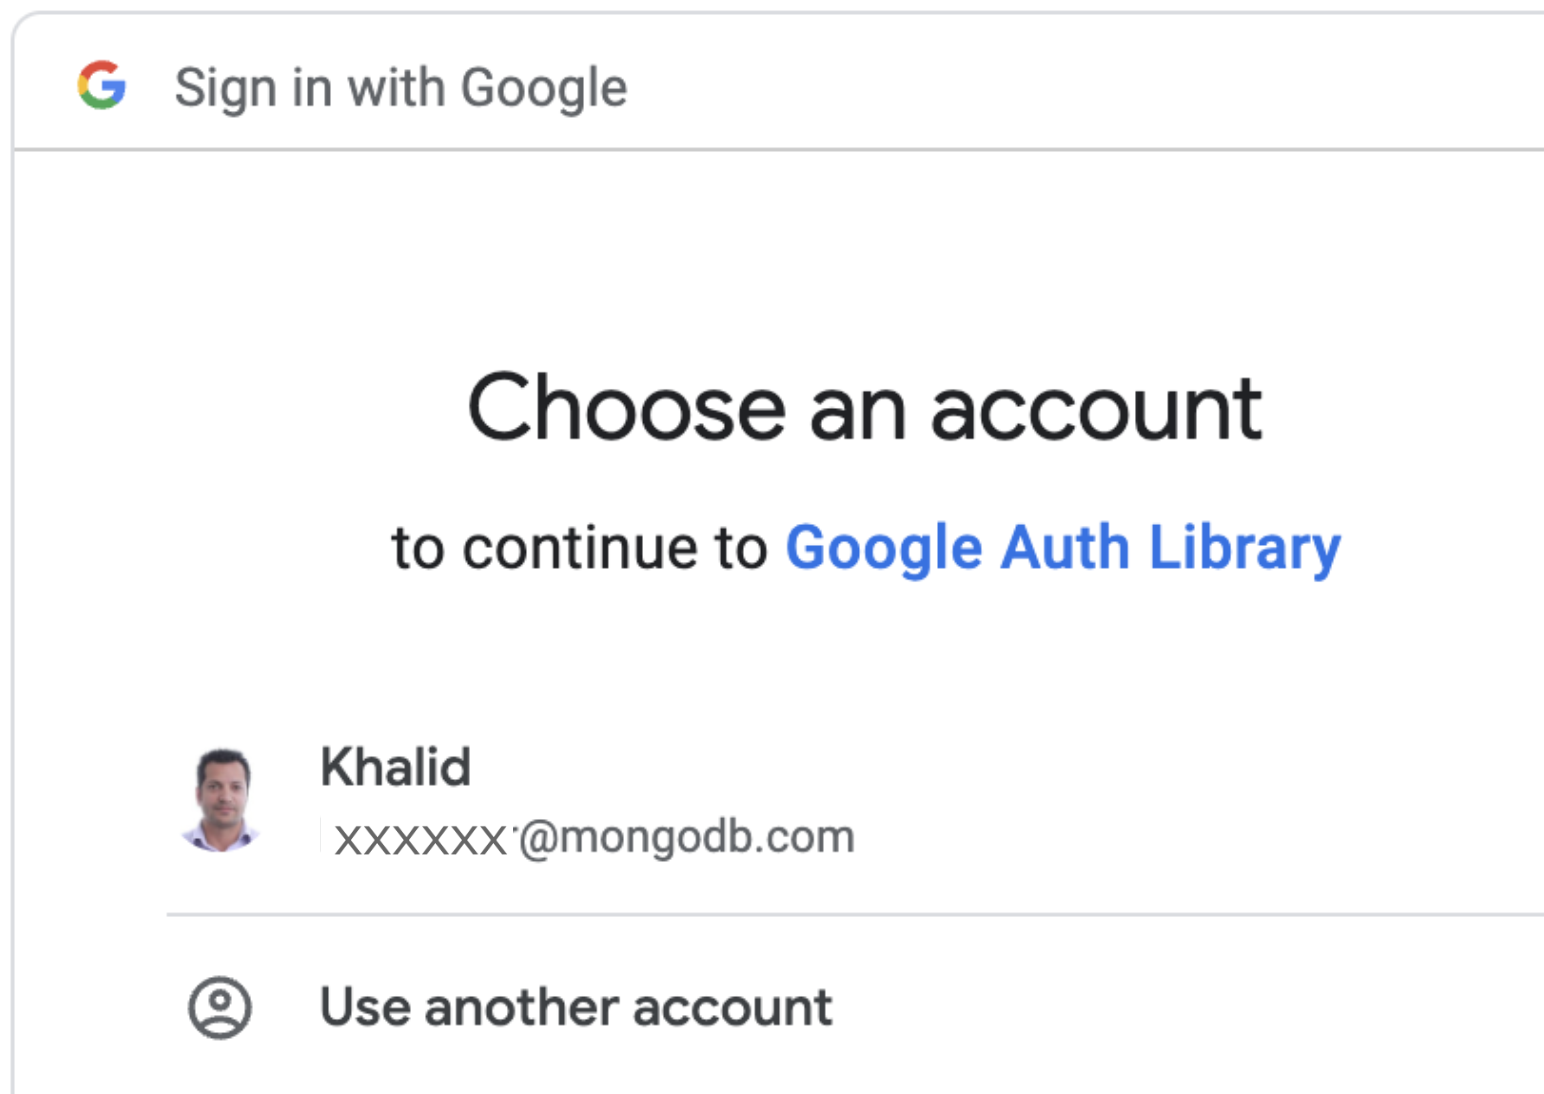 Sign in with Google
Choose an account
to continue to Google Auth Library
Khalid
xxxxxx@mongodb.com
Use another account